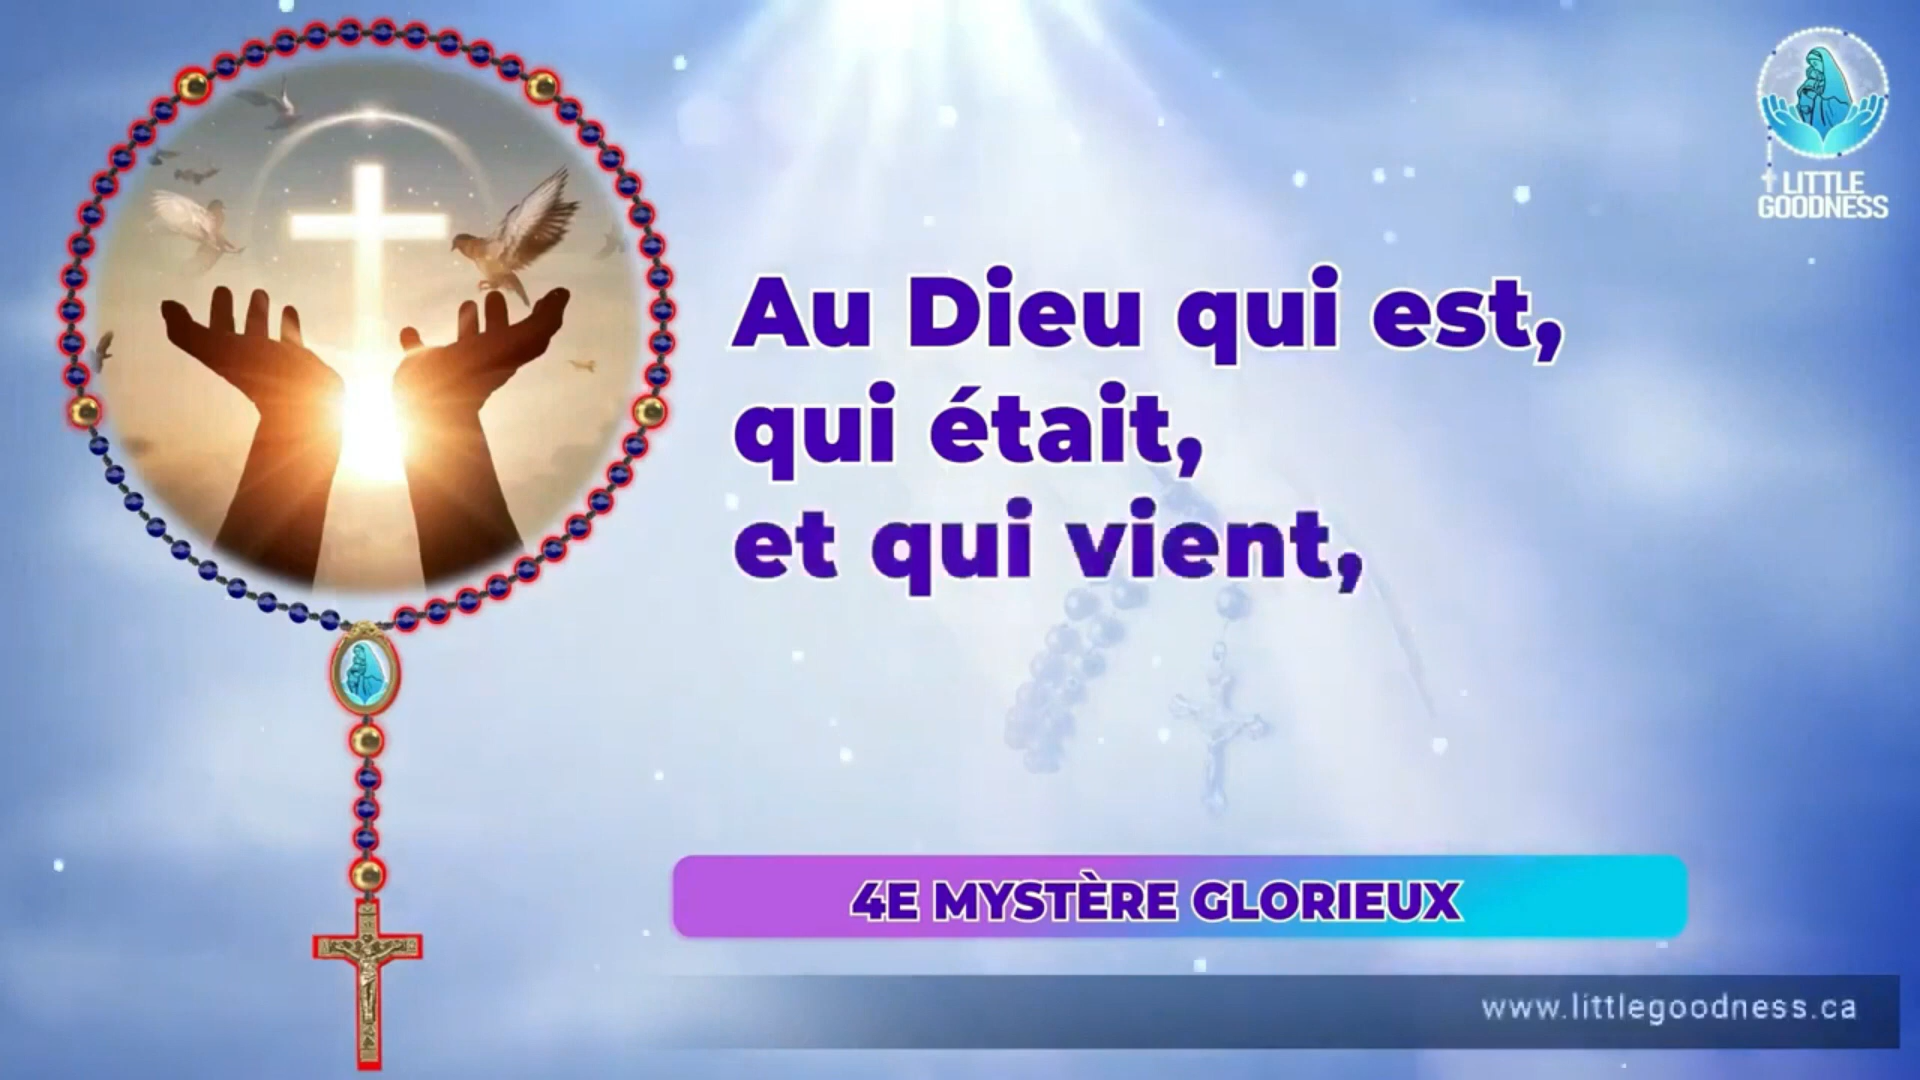 LITTLE
GOODNESS
Au Dieu qui est,
qui était,
et qui vient,
4E MYSTÈRE GLORIEUX
www.littlegoodness.ca